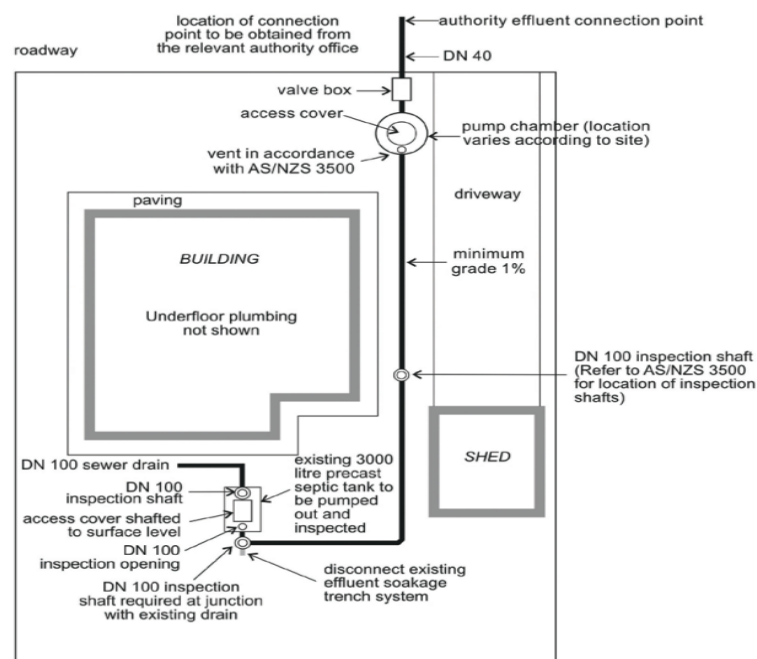 location of connection
point to be obtained from
the relevant authority office
authority effluent connection point
roadway
DN 40
valve box
access cover
pump chamber (location
varies according to site)
vent in accordance
with AS/NZS 3500
driveway
paving
BUILDING
minimum
grade 1%
Underfloor plumbing
not shown
DN 100 inspection shaft
(Refer to AS/NZS 3500
for location of inspection
shafts)
SHED
DN 100 sewer drain
existing 3000
litre precast
septic tank to
be pumped
out and
inspected
DN 100
inspection shaft
access cover shafted
to surface level
DN 100
inspection opening
disconnect existing
effluent soakage
trench system
DN 100 inspection
shaft required at junction
with existing drain